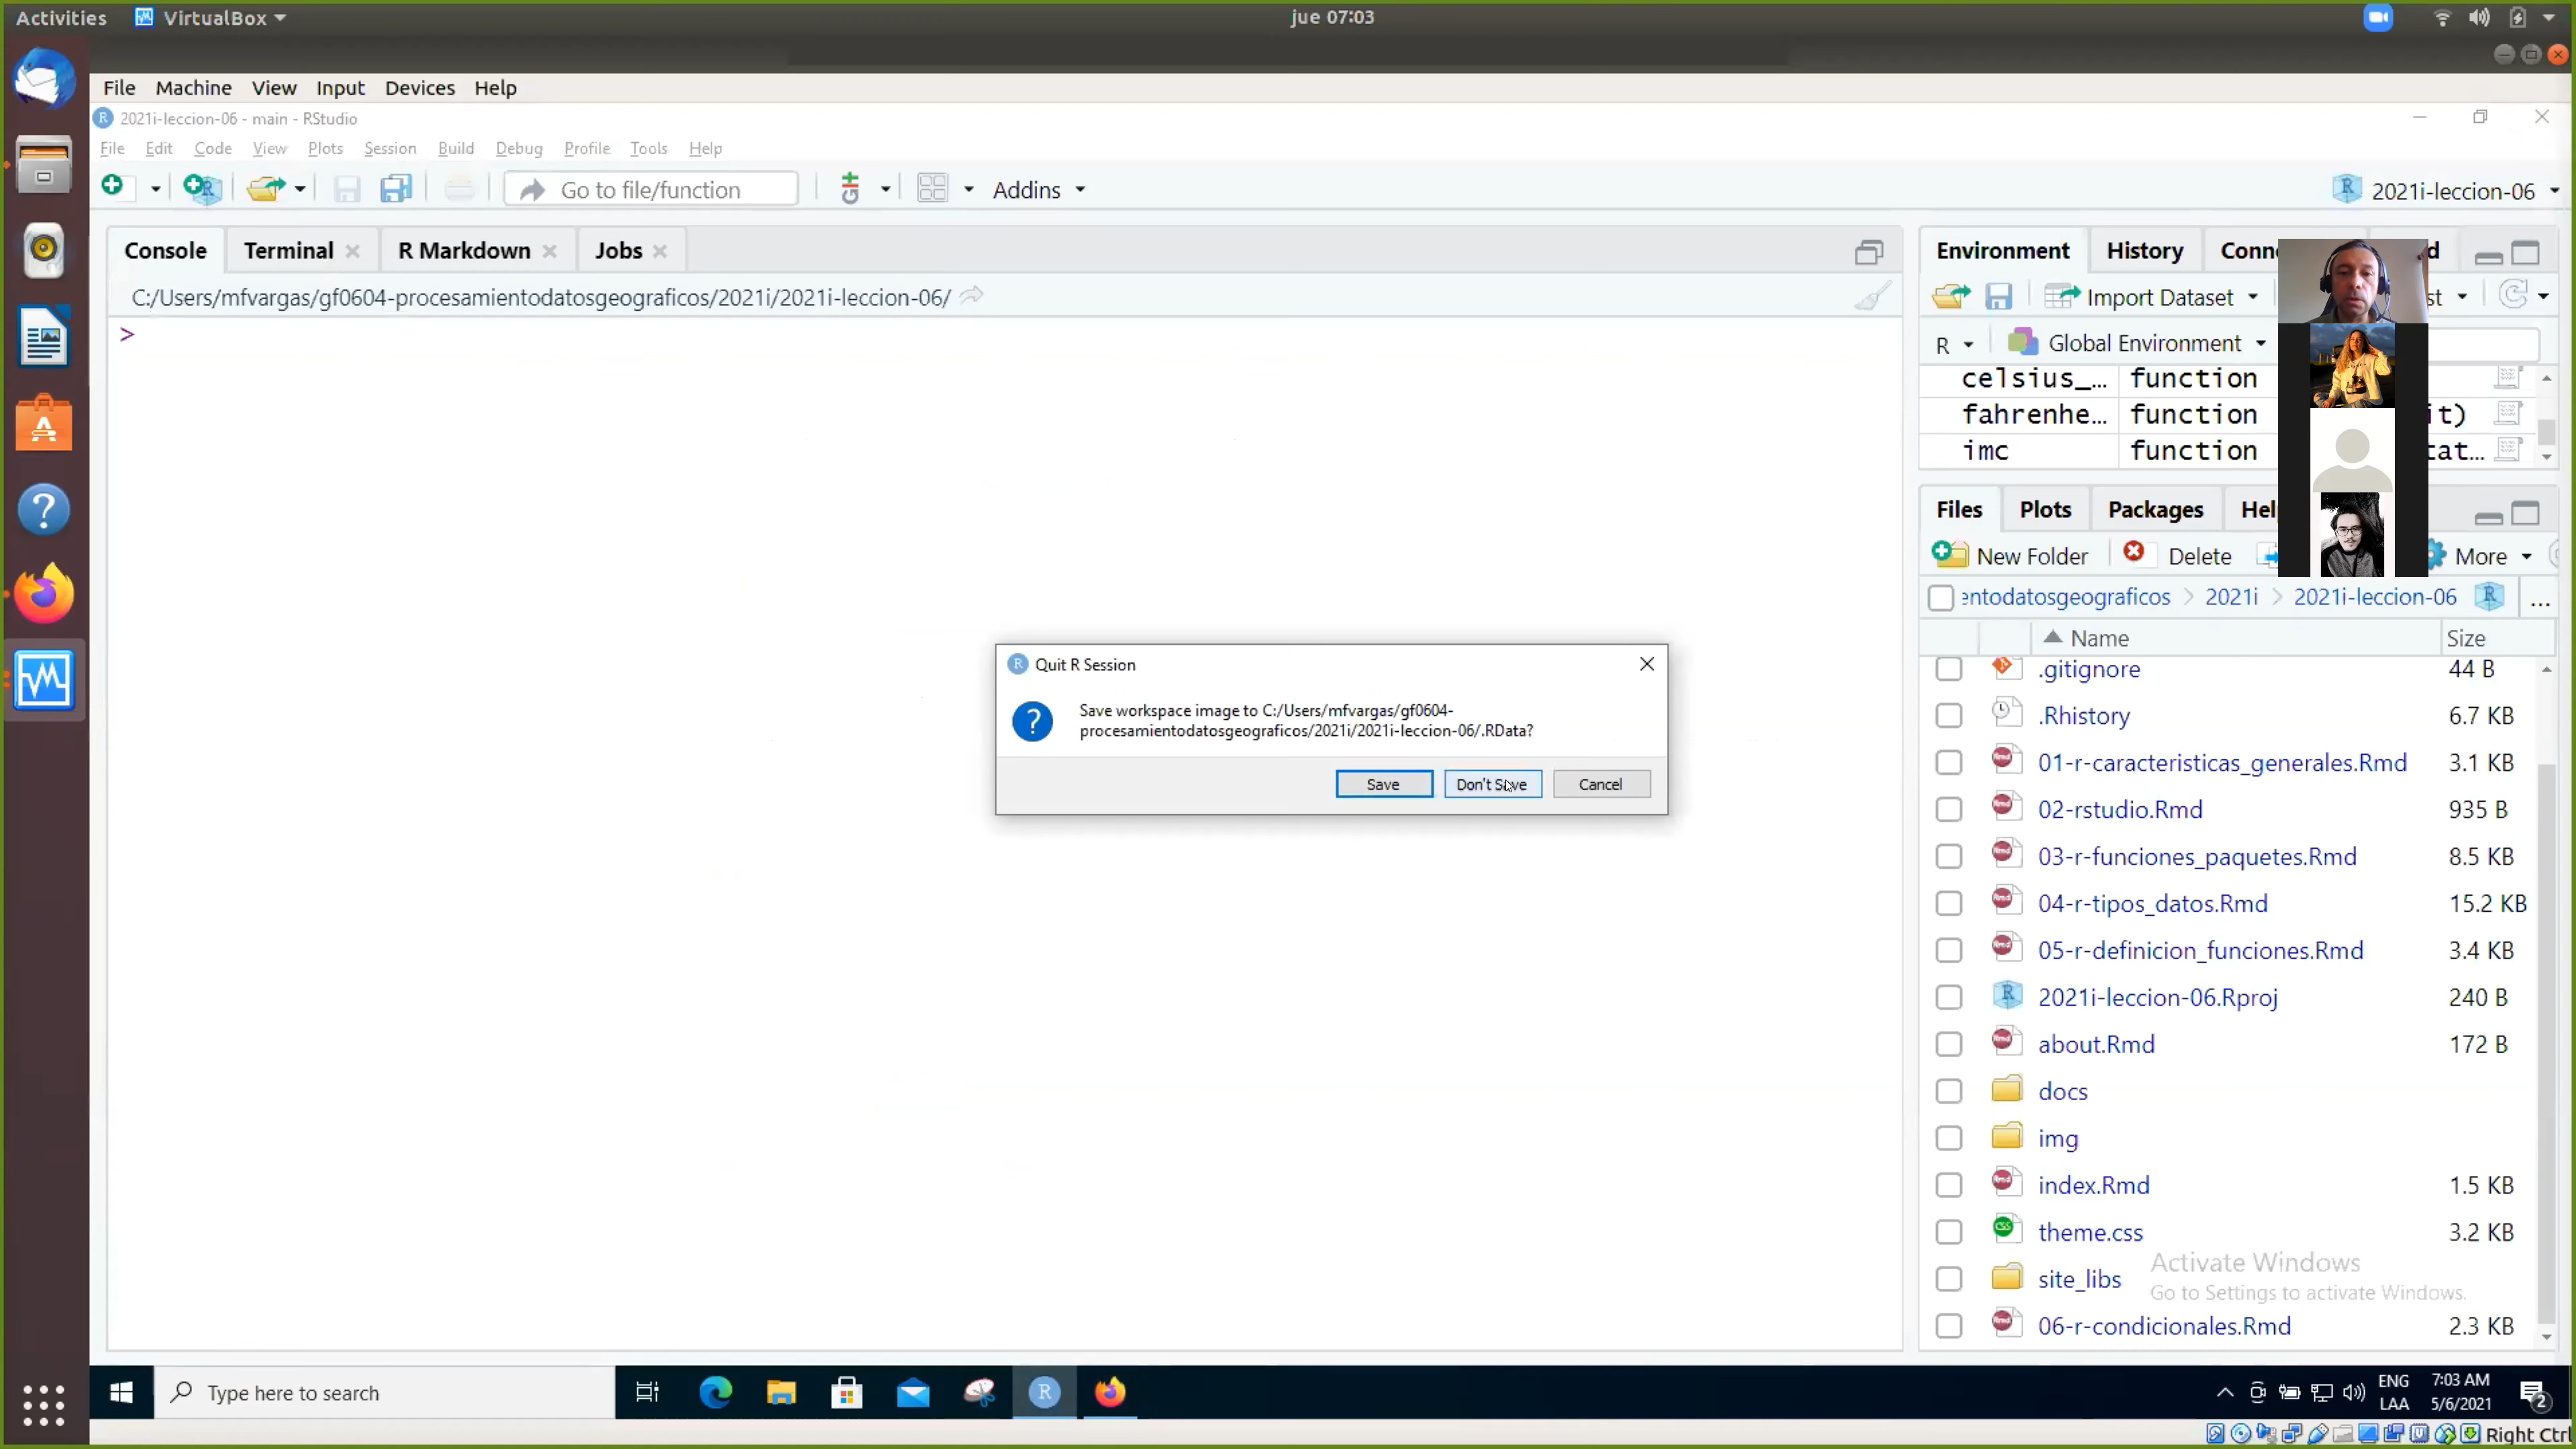 Activities VirtualBox jue 07:03
File Machine View Input Devices Help
2021i-leccion-06 - main - RStudio
File Edit Code View Plots Session Build Debug Profile Tools Help
Go to file/function Addins 2021i-leccion-06
Console Terminal R Markdown Jobs
C:/Users/mfvargas/gf0604-procesamientodatosgeograficos/2021i/2021i-leccion-06/
>
Environment History Conn d
Import Dataset st
R Global Environment
celsius_... function
fahrenhe... function it)
imc function tat...
Files Plots Packages Hel
New Folder Delete More
entodatosgeograficos > 2021i > 2021i-leccion-06 ...
Name Size
.gitignore 44 B
.Rhistory 6.7 KB
01-r-caracteristicas_generales.Rmd 3.1 KB
02-rstudio.Rmd 935 B
03-r-funciones_paquetes.Rmd 8.5 KB
04-r-tipos_datos.Rmd 15.2 KB
05-r-definicion_funciones.Rmd 3.4 KB
2021i-leccion-06.Rproj 240 B
about.Rmd 172 B
docs
img
index.Rmd 1.5 KB
theme.css 3.2 KB
site_libs
06-r-condicionales.Rmd 2.3 KB
Activate Windows
Go to Settings to activate Windows.
Quit R Session
Save workspace image to C:/Users/mfvargas/gf0604-
procesamientodatosgeograficos/2021i/2021i-leccion-06/.RData?
Save Don't Save Cancel
Type here to search
ENG 7:03 AM
LAA 5/6/2021 2
Right Ctrl